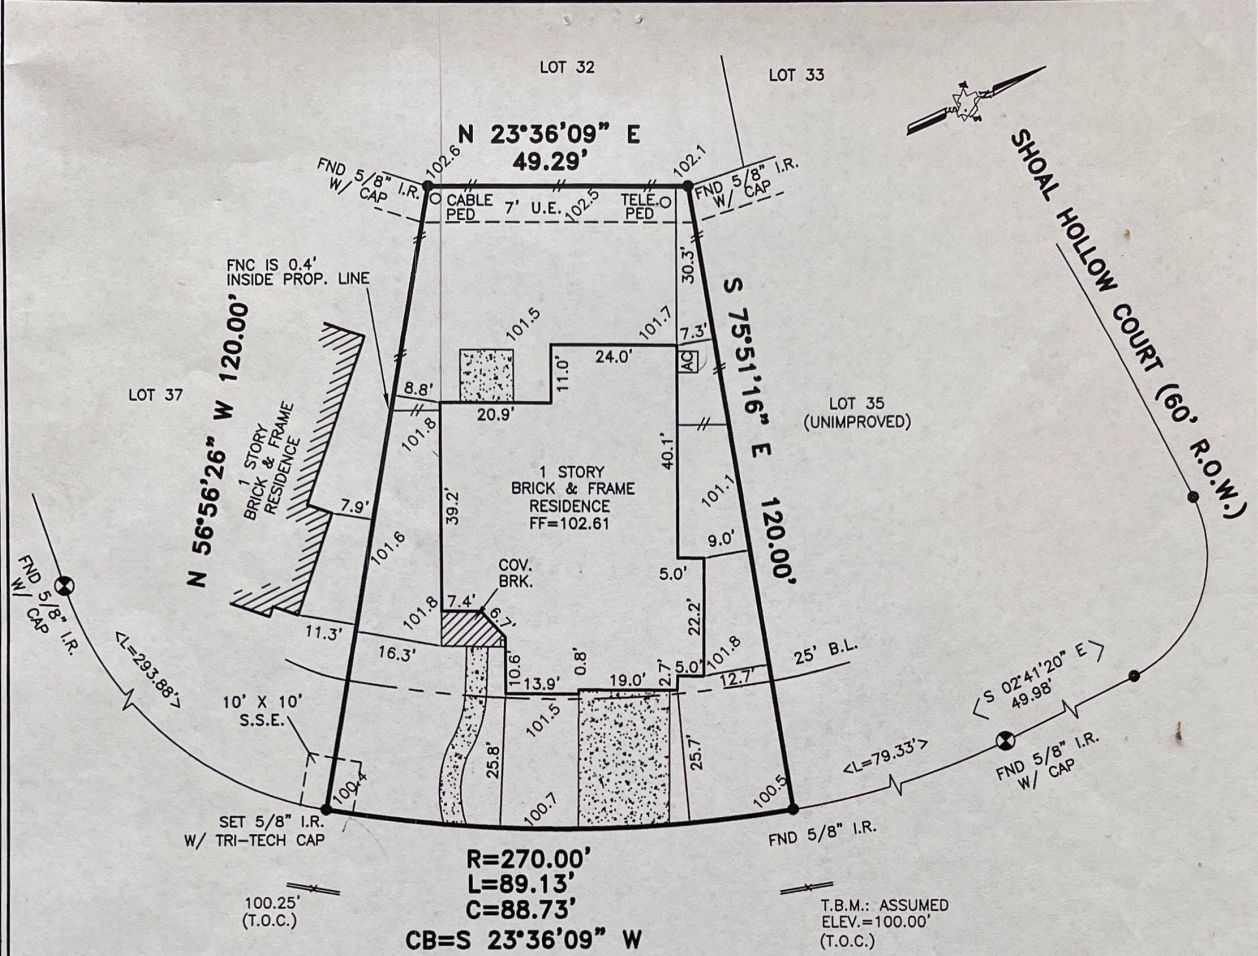 LOT 32
LOT 33
N 23°36'09" E
49.29'
102.6
102.1
FND 5/8" I.R.
W/ CAP
FND 5/8" I.R.
W/ CAP
CABLE
PED
7' U.E.
102.5
TELE.
PED
SHOAL HOLLOW COURT (60' R.O.W.)
FNC IS 0.4'
INSIDE PROP. LINE
30.3'
S 75°51'16" E 120.00'
N 56°56'26" W 120.00'
101.5
101.7
7.3'
24.0'
AC
11.0'
8.8'
20.9'
LOT 37
LOT 35
(UNIMPROVED)
1 STORY
BRICK & FRAME
RESIDENCE
101.8
40.1'
1 STORY
BRICK & FRAME
RESIDENCE
FF=102.61
39.2'
101.1
7.9'
101.6
9.0'
COV.
BRK.
5.0'
FND 5/8" I.R.
W/ CAP
<L=293.88'>
101.8
7.4'
6.7'
22.2'
11.3'
16.3'
10.6'
0.8'
13.9'
19.0'
2.7'
5.0'
101.8
12.7'
25' B.L.
<S 02°41'20" E>
49.98'
10' X 10'
S.S.E.
101.5
25.8'
25.7'
<L=79.33'>
FND 5/8" I.R.
W/ CAP
100.4
100.7
100.5
SET 5/8" I.R.
W/ TRI-TECH CAP
FND 5/8" I.R.
R=270.00'
L=89.13'
C=88.73'
CB=S 23°36'09" W
100.25'
(T.O.C.)
T.B.M.: ASSUMED
ELEV.=100.00'
(T.O.C.)